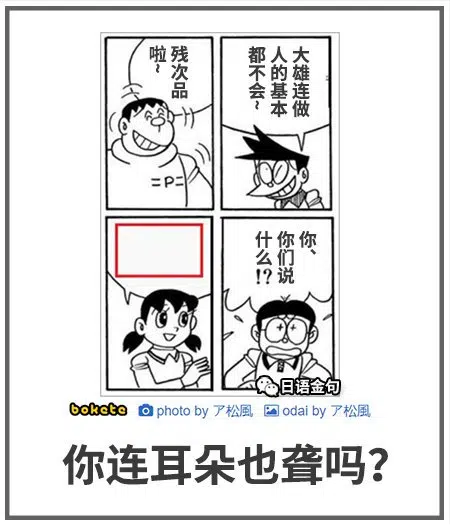 大雄连做
人的基本
都不会~
残次品
啦~
=P=
你、
你们说
什么!?
日语金句
bokete photo by ア松風 odai by ア松風
你连耳朵也聋吗?